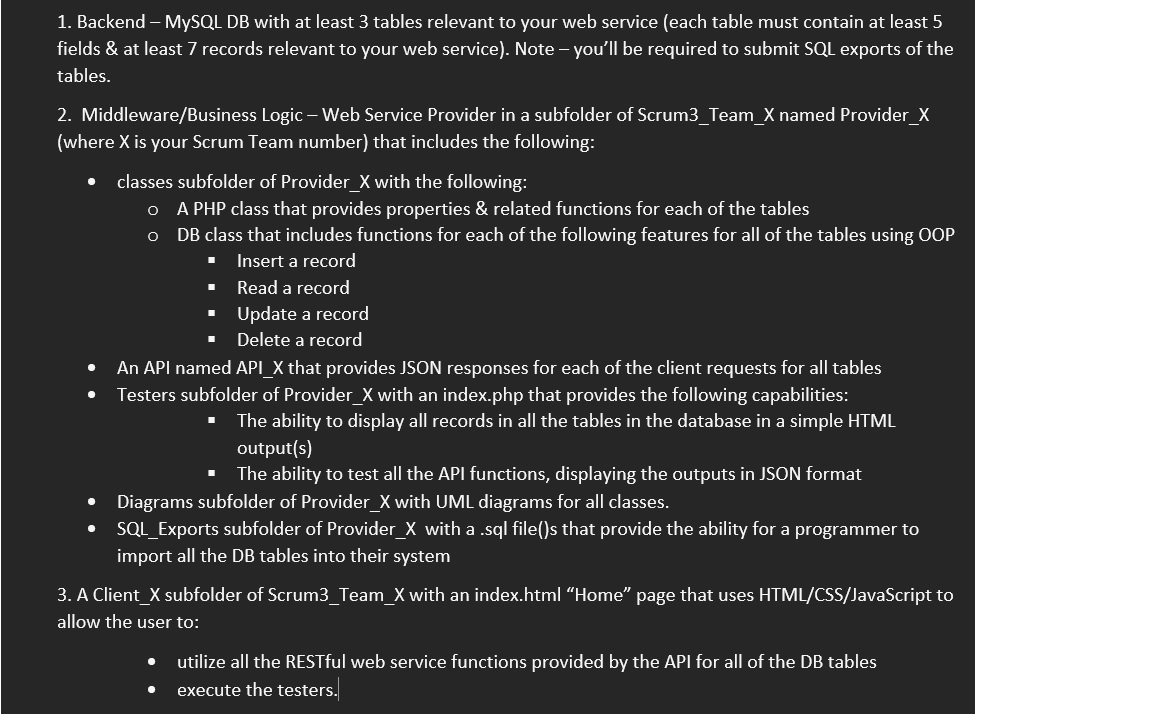 1. Backend – MySQL DB with at least 3 tables relevant to your web service (each table must contain at least 5
fields & at least 7 records relevant to your web service). Note – you'll be required to submit SQL exports of the
tables.
2.  Middleware/Business Logic – Web Service Provider in a subfolder of Scrum3_Team_X named Provider_X
(where X is your Scrum Team number) that includes the following:
• classes subfolder of Provider_X with the following:
o A PHP class that provides properties & related functions for each of the tables
o DB class that includes functions for each of the following features for all of the tables using OOP
▪ Insert a record
▪ Read a record
▪ Update a record
▪ Delete a record
• An API named API_X that provides JSON responses for each of the client requests for all tables
• Testers subfolder of Provider_X with an index.php that provides the following capabilities:
▪ The ability to display all records in all the tables in the database in a simple HTML
output(s)
▪ The ability to test all the API functions, displaying the outputs in JSON format
• Diagrams subfolder of Provider_X with UML diagrams for all classes.
• SQL_Exports subfolder of Provider_X  with a .sql file()s that provide the ability for a programmer to
import all the DB tables into their system
3. A Client_X subfolder of Scrum3_Team_X with an index.html “Home” page that uses HTML/CSS/JavaScript to
allow the user to:
• utilize all the RESTful web service functions provided by the API for all of the DB tables
• execute the testers.